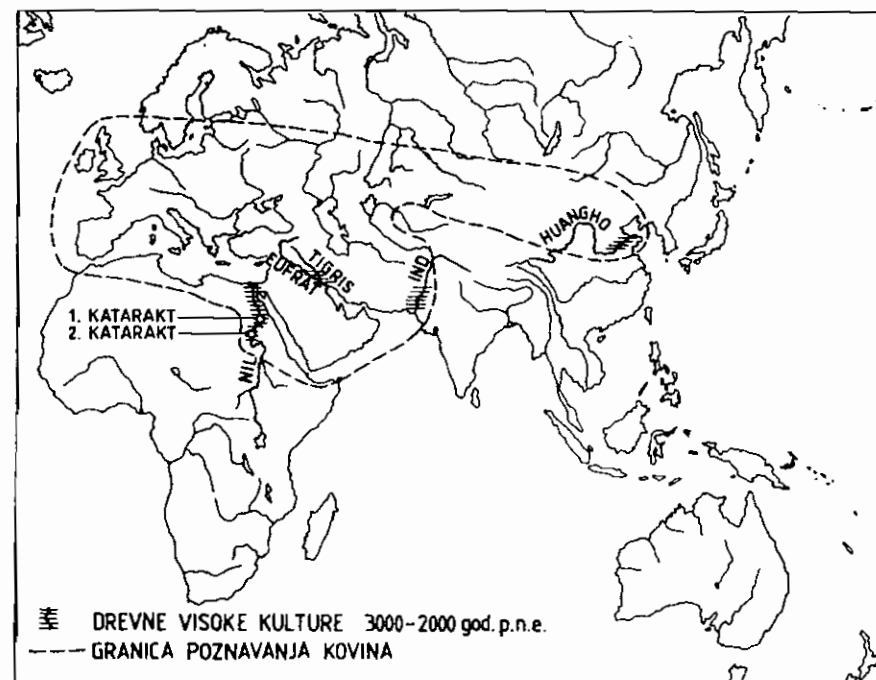 HUANGHO
IND
TIGRIS
EUFRAT
1. KATARAKT
2. KATARAKT
NIL
DREVNE VISOKE KULTURE 3000-2000 god. p.n.e.
GRANICA POZNAVANJA KOVINA